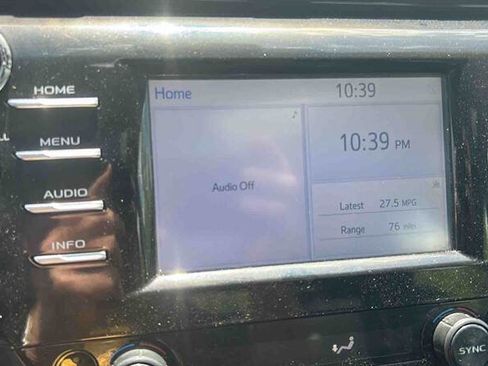 HOME
MENU
AUDIO
INFO
Home 10:39
Audio Off
10:39 PM
Latest 27.5 MPG
Range 76 miles
SYNC